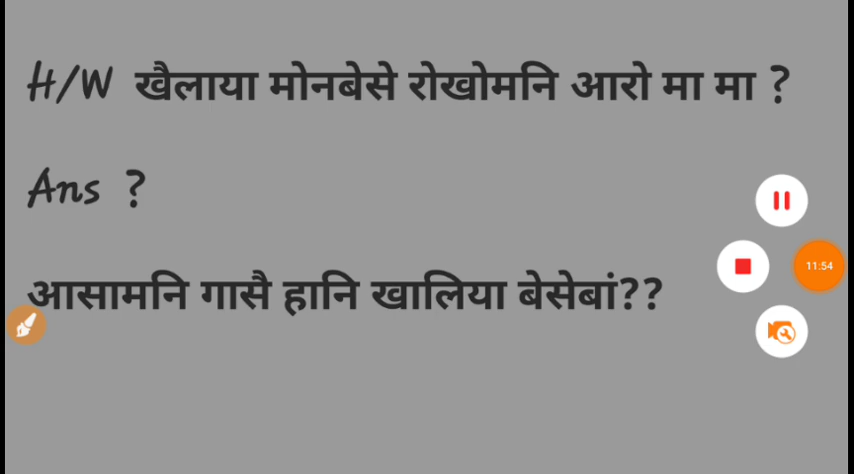 H/W खैलाया मोनबेसे रोखोमनि आरो मा मा ?
Ans ?
आसामनि गासै हानि खालिया बेसेबां??
11:54